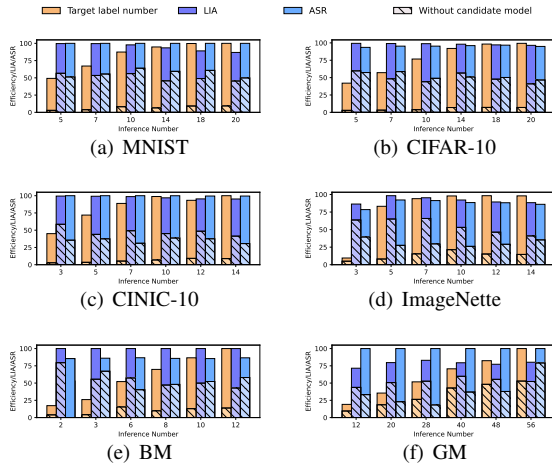 Target label number LIA ASR Without candidate model
Efficiency/LIA/ASR
100
75
50
25
0
5 7 10 14 18 20
Inference Number
(a) MNIST
Efficiency/LIA/ASR
100
75
50
25
0
5 7 10 14 18 20
Inference Number
(b) CIFAR-10
Efficiency/LIA/ASR
100
75
50
25
0
3 5 7 10 12 14
Inference Number
(c) CINIC-10
Efficiency/LIA/ASR
100
75
50
25
0
3 5 7 10 12 14
Inference Number
(d) ImageNette
Efficiency/LIA/ASR
100
75
50
25
0
2 3 6 8 10 12
(e) BM
Efficiency/LIA/ASR
100
75
50
25
0
12 20 28 40 48 56
(f) GM